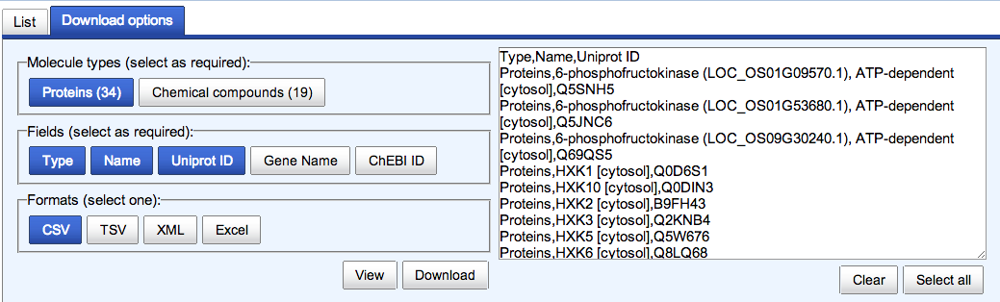 List
Download options
Molecule types (select as required):
Proteins (34)
Chemical compounds (19)
Fields (select as required):
Type
Name
Uniprot ID
Gene Name
ChEBI ID
Formats (select one):
CSV
TSV
XML
Excel
View
Download
Type,Name,Uniprot ID
Proteins,6-phosphofructokinase (LOC_OS01G09570.1), ATP-dependent
[cytosol],Q5SNH5
Proteins,6-phosphofructokinase (LOC_OS01G53680.1), ATP-dependent
[cytosol],Q5JNC6
Proteins,6-phosphofructokinase (LOC_OS09G30240.1), ATP-dependent
[cytosol],Q69QS5
Proteins,HXK1 [cytosol],Q0D6S1
Proteins,HXK10 [cytosol],Q0DIN3
Proteins,HXK2 [cytosol],B9FH43
Proteins,HXK3 [cytosol],Q2KNB4
Proteins,HXK5 [cytosol],Q5W676
Proteins,HXK6 [cytosol],Q8LQ68
Clear
Select all